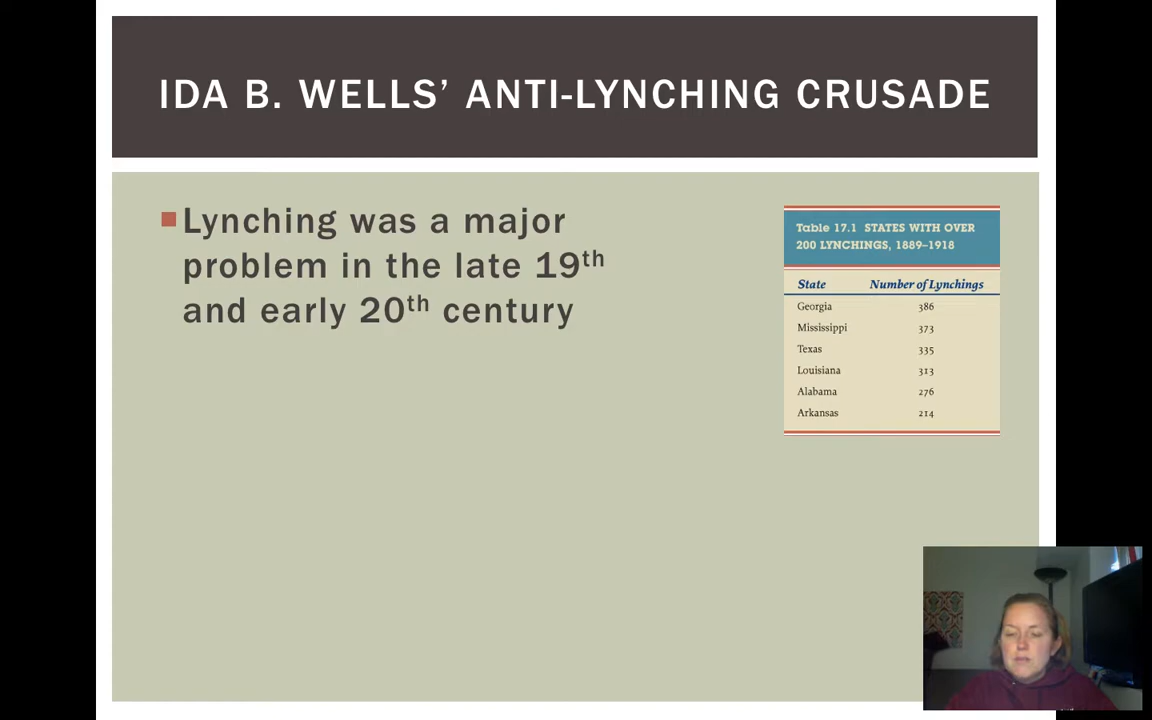 IDA B. WELLS’ ANTI-LYNCHING CRUSADE
Lynching was a major
problem in the late 19th
and early 20th century
Table 17.1 STATES WITH OVER
200 LYNCHINGS, 1889–1918
State Number of Lynchings
Georgia 386
Mississippi 373
Texas 335
Louisiana 313
Alabama 276
Arkansas 214